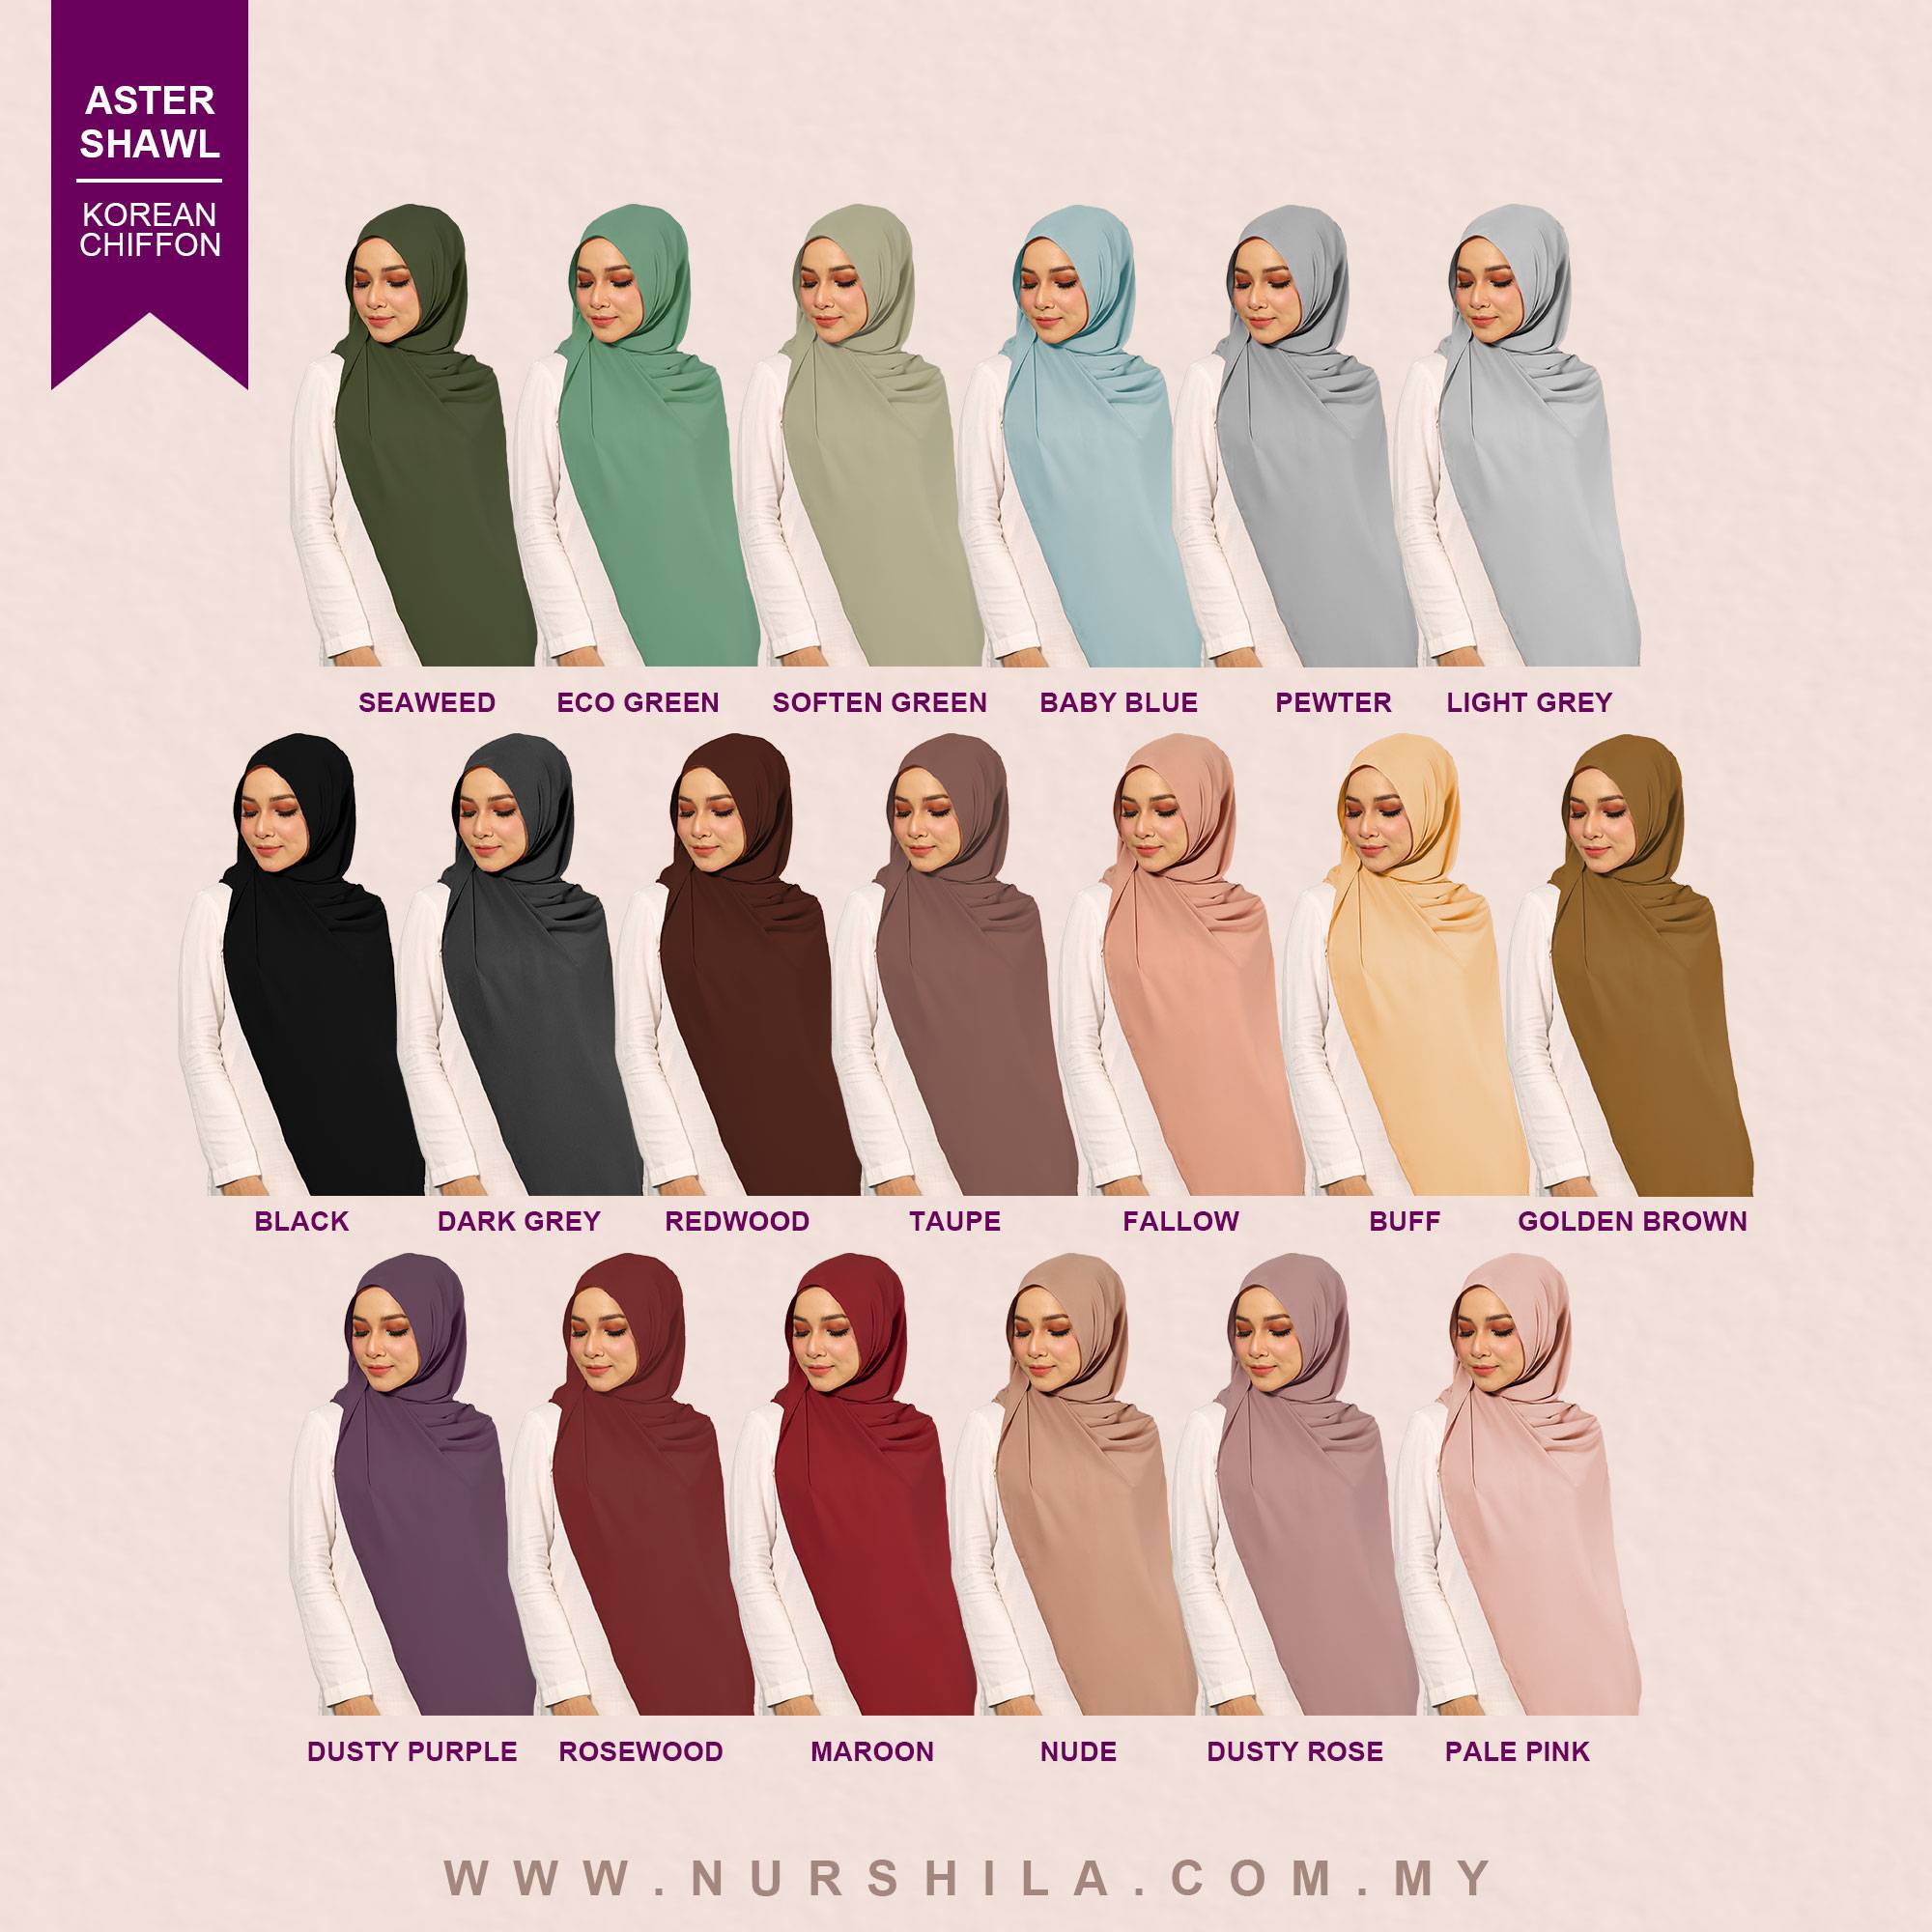 ASTER
SHAWL
KOREAN
CHIFFON
SEAWEED ECO GREEN SOFTEN GREEN BABY BLUE PEWTER LIGHT GREY
BLACK DARK GREY REDWOOD TAUPE FALLOW BUFF GOLDEN BROWN
DUSTY PURPLE ROSEWOOD MAROON NUDE DUSTY ROSE PALE PINK
WWW.NURSHILA.COM.MY